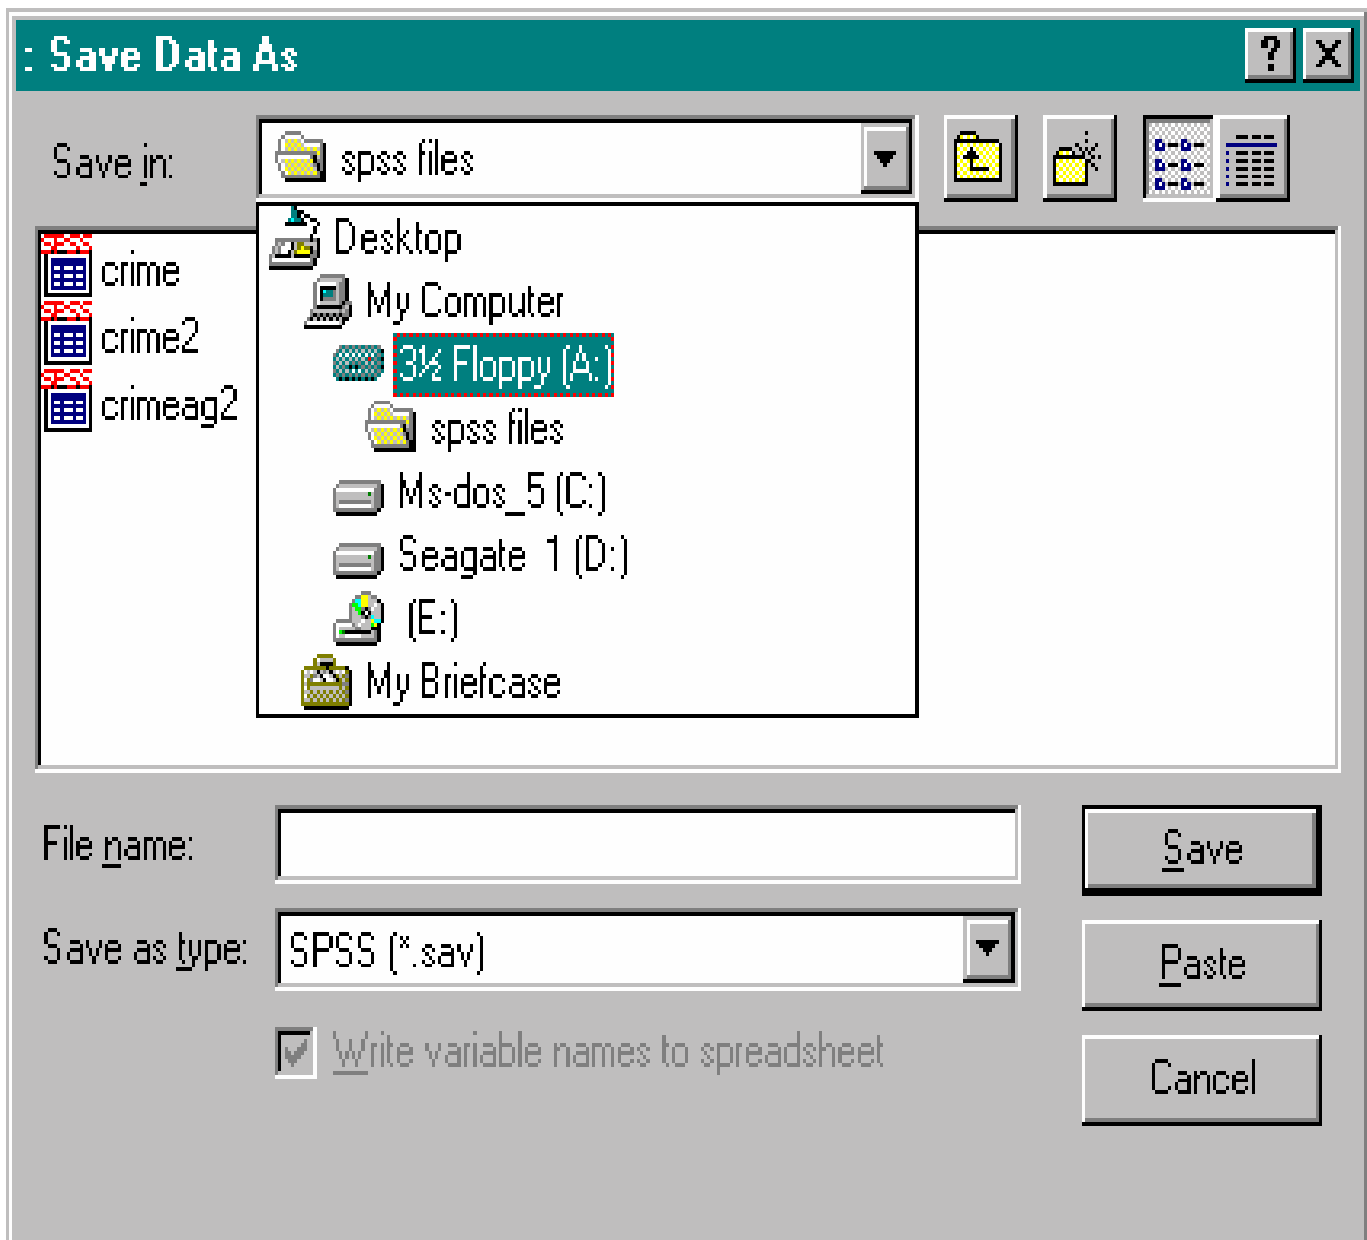 : Save Data As
Save in:
spss files
Desktop
My Computer
3½ Floppy (A:)
spss files
Ms-dos_5 (C:)
Seagate 1 (D:)
(E:)
My Briefcase
SPSS
crime
SPSS
crime2
SPSS
crimeag2
File name:
Save
Save as type:
SPSS (*.sav)
Paste
Write variable names to spreadsheet
Cancel